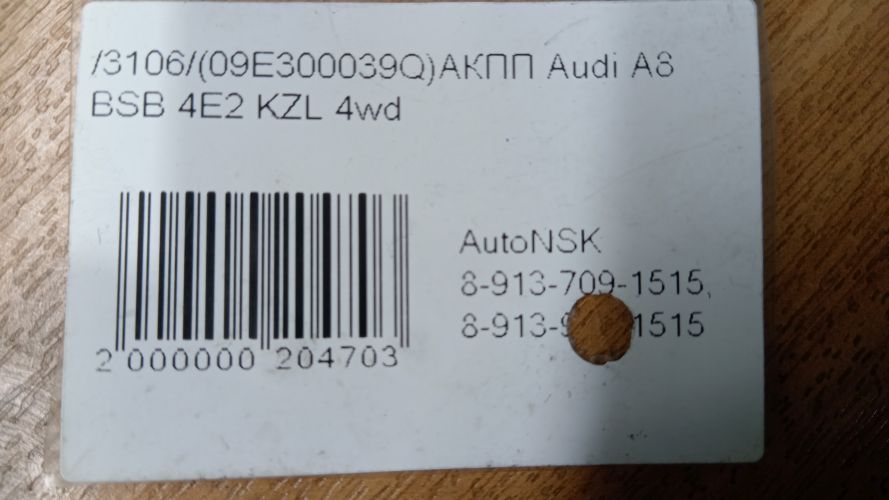 /3106/(09E300039Q)АКПП Audi A8
BSB 4E2 KZL 4wd
AutoNSK
8-913-709-1515,
2 000000 204703